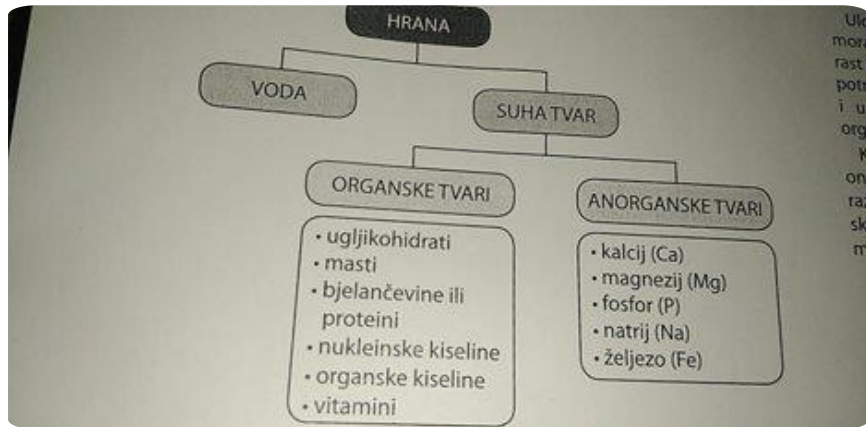 HRANA
VODA
SUHA TVAR
ORGANSKE TVARI
• ugljikohidrati
• masti
• bjelančevine ili
proteini
• nukleinske kiseline
• organske kiseline
• vitamini
ANORGANSKE TVARI
• kalcij (Ca)
• magnezij (Mg)
• fosfor (P)
• natrij (Na)
• željezo (Fe)
rast
i u